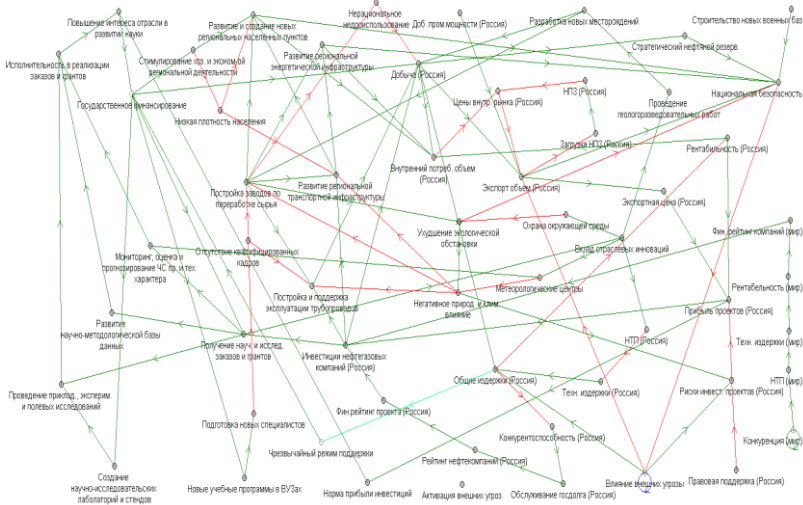 Повышение интереса отрасли в
развитии науки
Развитие и создание новых
региональных населенных пунктов
Нерациональное
недроиспользование
Доб. пром.мощности (Россия)
Разработка новых месторождений
Строительство новых военных баз
Исполнительность в реализации
заказов и грантов
Стимулирование хоз. и эконом-ой
региональной деятельности
Развитие региональной
энергетической инфраструктуры
Стратегический нефтяной резерв
Добыча (Россия)
Государственное финансирование
Цены внутр. рынка (Россия)
НПЗ (Россия)
Проведение
геологоразведовательных работ
Национальная безопасность
Низкая плотность населения
Загрузка НПЗ (Россия)
Рентабельность (Россия)
Внутренний потреб. объем
(Россия)
Постройка заводов по
переработке сырья
Развитие региональной
транспортной инфраструктуры
Экспорт объем (Россия)
Экспортная цена (Россия)
Ухудшение экологической
обстановки
Охрана окружающей среды
Фин. рейтинг компаний (мир)
Мониторинг, оценка и
прогнозирование ЧС пр. и тех.
характера
Отсутствие квалифицированных
кадров
Вклад отраслевых инноваций
Постройка и поддержка
эксплуатации трубопроводов
Негативное природ. и клим.
влияние
Метеорологические центры
Рентабельность (мир)
Прибыль проектов (Россия)
Развитие
научно-методологической базы
данных
Получение науч. и исслед.
заказов и грантов
Инвестиции нефтегазовых
компаний (Россия)
НТП (Россия)
Техн. издержки (мир)
Общие издержки (Россия)
Техн. издержки (Россия)
Риски инвест. проектов (Россия)
НТП (мир)
Проведение приклад., эксперим.
и полевых исследований
Подготовка новых специалистов
Фин.рейтинг проекта (Россия)
Конкурентоспособность (Россия)
Конкуренция (мир)
Чрезвычайный режим поддержки
Рейтинг нефтекомпании (Россия)
Создание
научно-исследовательских
лабораторий и стендов
Новые учебные программы в ВУЗах
Норма прибыли инвестиций
Активация внешних угроз
Обслуживание госдолга (Россия)
Влияние внешних угрозы
Правовая поддержка (Россия)